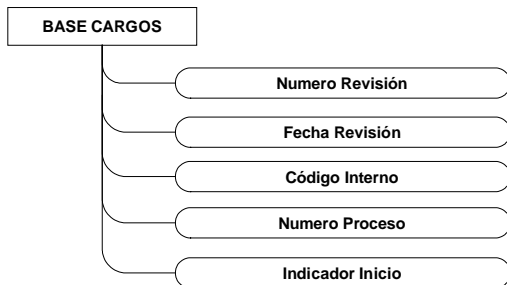 BASE CARGOS
Numero Revisión
Fecha Revisión
Código Interno
Numero Proceso
Indicador Inicio